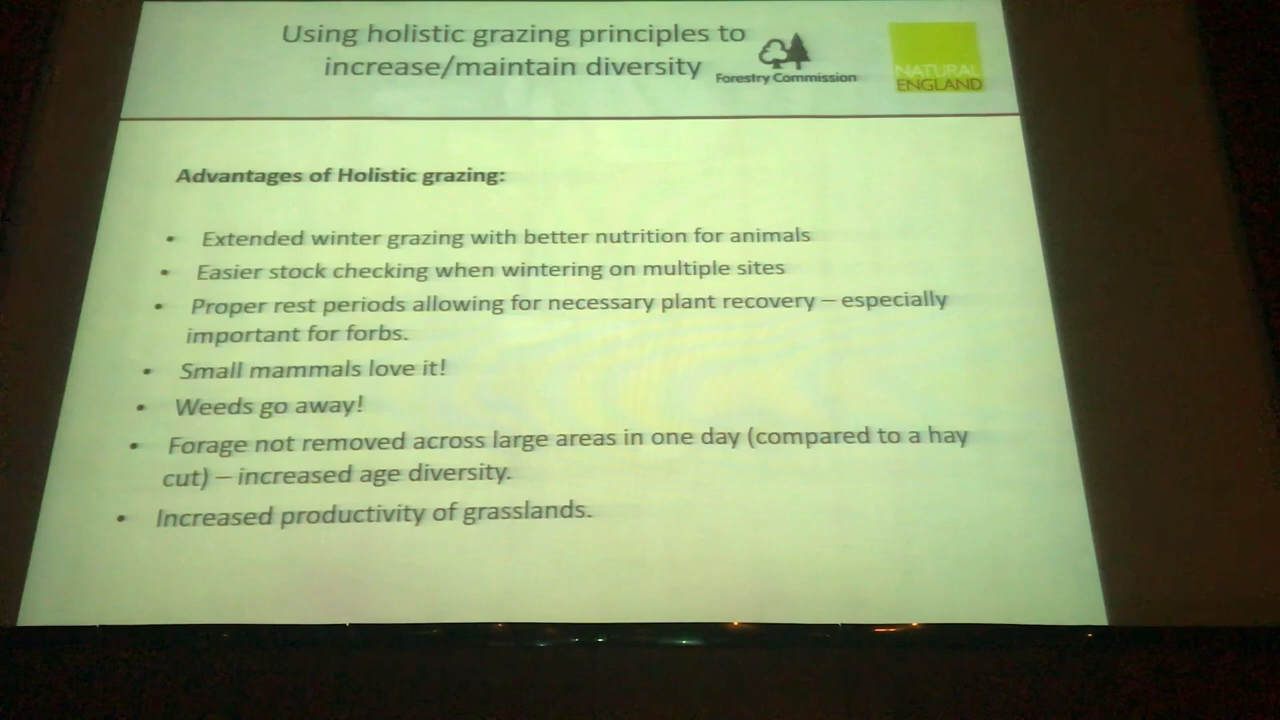 Using holistic grazing principles to
increase/maintain diversity
Forestry Commission
NATURAL
ENGLAND
Advantages of Holistic grazing:
• Extended winter grazing with better nutrition for animals
• Easier stock checking when wintering on multiple sites
• Proper rest periods allowing for necessary plant recovery – especially
important for forbs.
• Small mammals love it!
• Weeds go away!
• Forage not removed across large areas in one day (compared to a hay
cut) – increased age diversity.
• Increased productivity of grasslands.